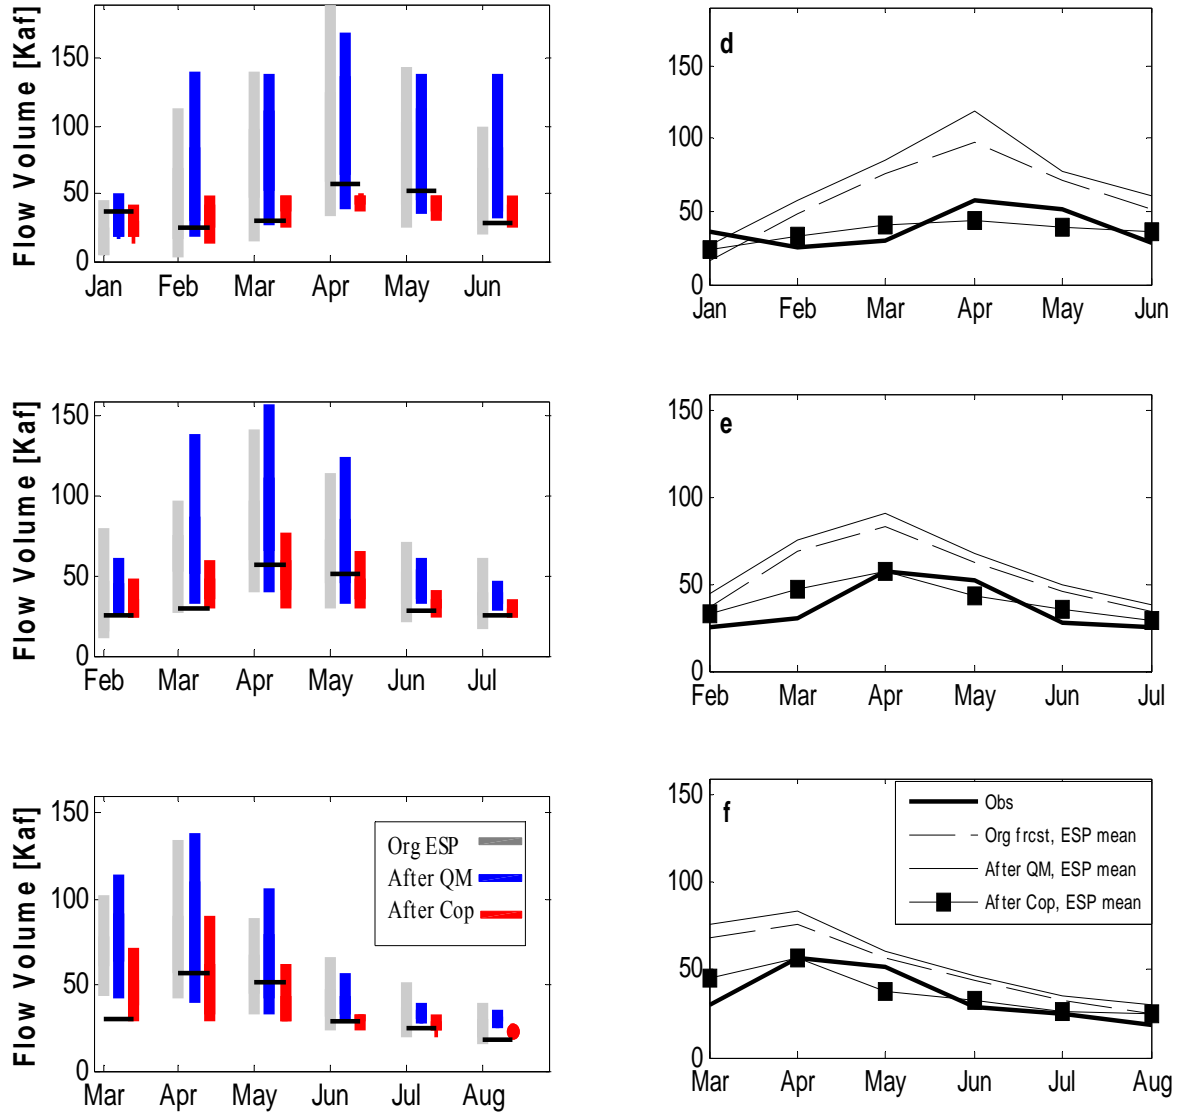 Flow Volume [Kaf]
150
100
50
0
Jan Feb Mar Apr May Jun
d
150
100
50
0
Jan Feb Mar Apr May Jun
Flow Volume [Kaf]
150
100
50
0
Feb Mar Apr May Jun Jul
e
150
100
50
0
Feb Mar Apr May Jun Jul
Flow Volume [Kaf]
150
100
50
0
Mar Apr May Jun Jul Aug
Org ESP
After QM
After Cop
f
150
100
50
0
Mar Apr May Jun Jul Aug
Obs
Org frcst, ESP mean
After QM, ESP mean
After Cop, ESP mean